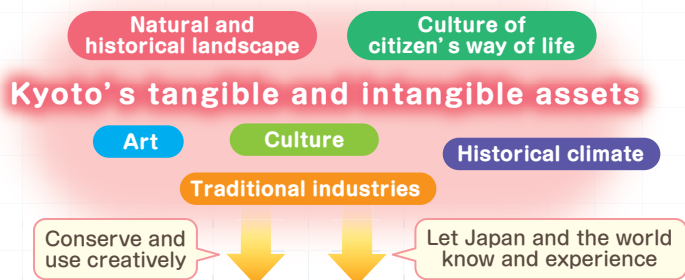 Natural and
historical landscape
Culture of
citizen’s way of life
Kyoto’s tangible and intangible assets
Art
Culture
Historical climate
Traditional industries
Conserve and
use creatively
Let Japan and the world
know and experience